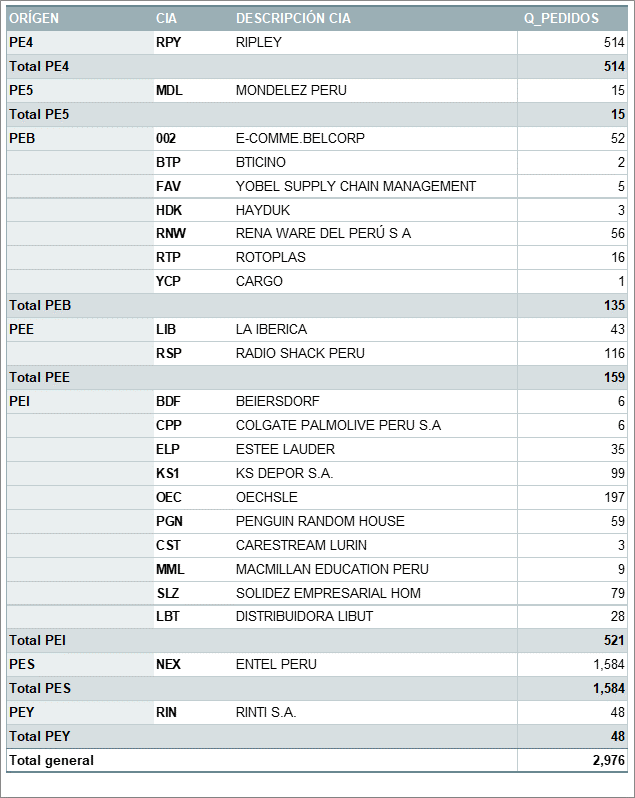 ORÍGEN CIA DESCRIPCIÓN CIA Q_PEDIDOS
PE4 RPY RIPLEY 514
Total PE4 514
PE5 MDL MONDELEZ PERU 15
Total PE5 15
PEB 002 E-COMME.BELCORP 52
BTP BTICINO 2
FAV YOBEL SUPPLY CHAIN MANAGEMENT 5
HDK HAYDUK 3
RNW RENA WARE DEL PERÚ S A 56
RTP ROTOPLAS 16
YCP CARGO 1
Total PEB 135
PEE LIB LA IBERICA 43
RSP RADIO SHACK PERU 116
Total PEE 159
PEI BDF BEIERSDORF 6
CPP COLGATE PALMOLIVE PERU S.A 6
ELP ESTEE LAUDER 35
KS1 KS DEPOR S.A. 99
OEC OECHSLE 197
PGN PENGUIN RANDOM HOUSE 59
CST CARESTREAM LURIN 3
MML MACMILLAN EDUCATION PERU 9
SLZ SOLIDEZ EMPRESARIAL HOM 79
LBT DISTRIBUIDORA LIBUT 28
Total PEI 521
PES NEX ENTEL PERU 1,584
Total PES 1,584
PEY RIN RINTI S.A. 48
Total PEY 48
Total general 2,976